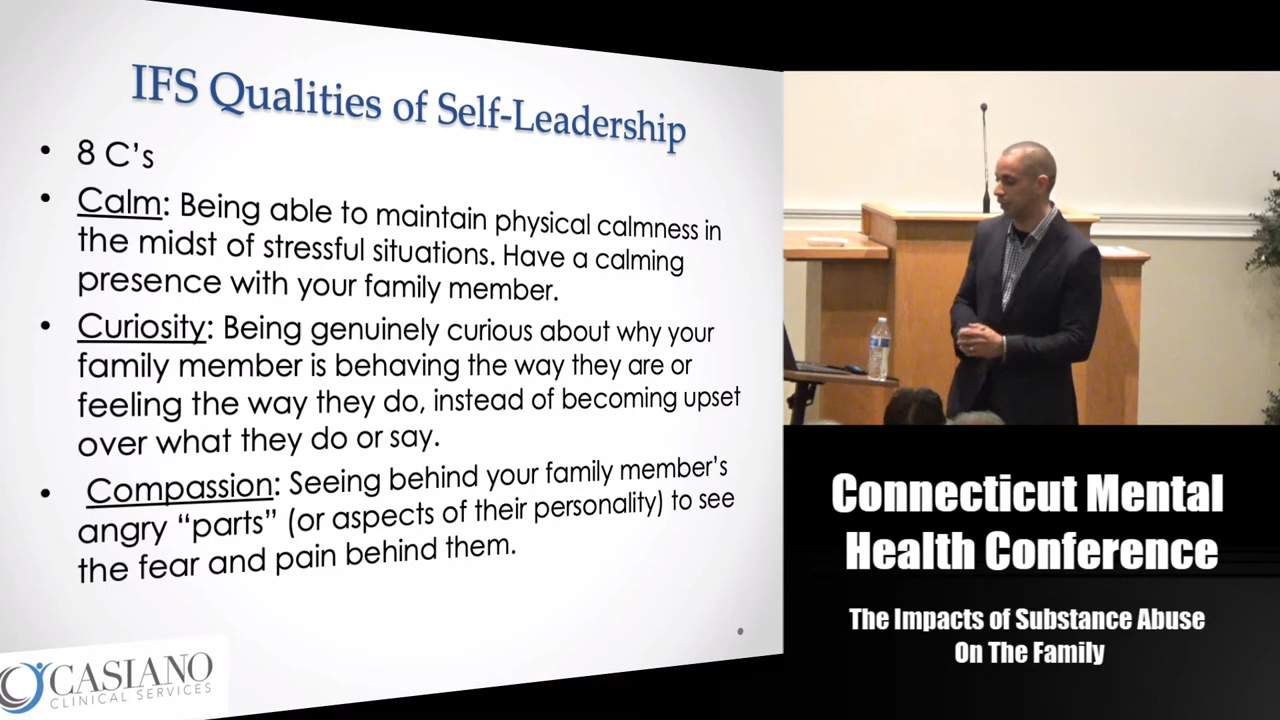 IFS Qualities of Self-Leadership
• 8 C's
• Calm: Being able to maintain physical calmness in
the midst of stressful situations. Have a calming
presence with your family member.
• Curiosity: Being genuinely curious about why your
family member is behaving the way they are or
feeling the way they do, instead of becoming upset
over what they do or say.
• Compassion: Seeing behind your family member's
angry “parts” (or aspects of their personality) to see
the fear and pain behind them.
CASIANO
CLINICAL SERVICES
Connecticut Mental
Health Conference
The Impacts of Substance Abuse
On The Family